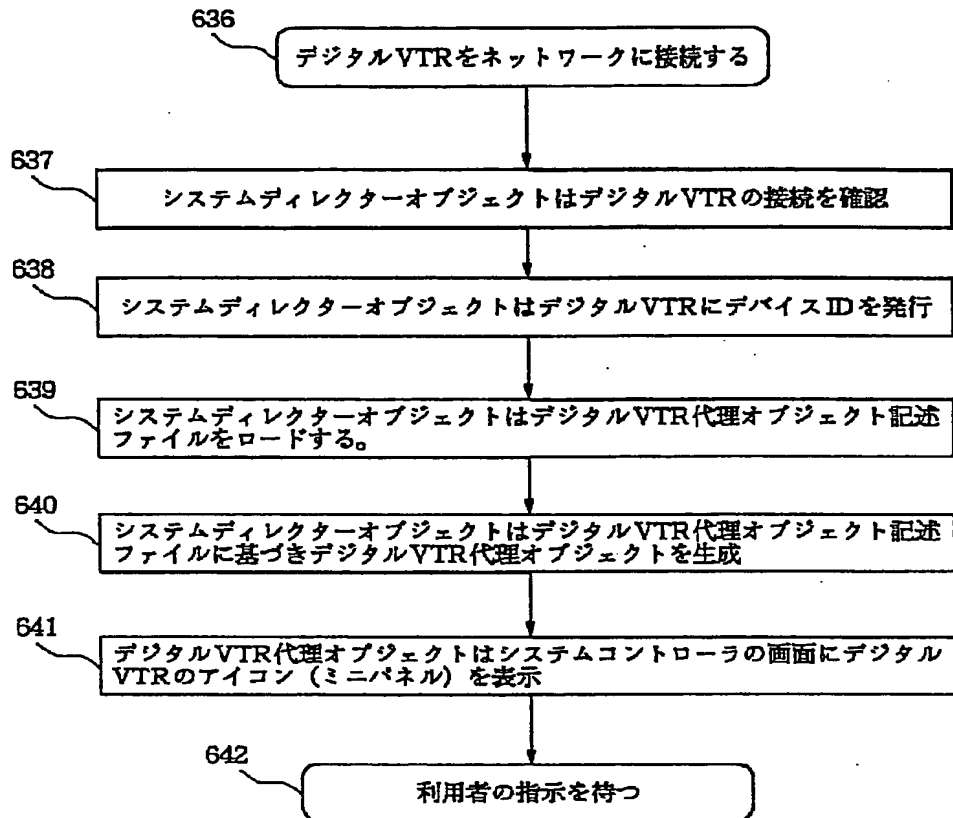 636
デジタルVTRをネットワークに接続する
637
システムディレクターオブジェクトはデジタルVTRの接続を確認
638
システムディレクターオブジェクトはデジタルVTRにデバイスIDを発行
639
システムディレクターオブジェクトはデジタルVTR代理オブジェクト記述
ファイルをロードする。
640
システムディレクターオブジェクトはデジタルVTR代理オブジェクト記述
ファイルに基づきデジタルVTR代理オブジェクトを生成
641
デジタルVTR代理オブジェクトはシステムコントローラの画面にデジタル
VTRのアイコン（ミニパネル）を表示
642
利用者の指示を待つ